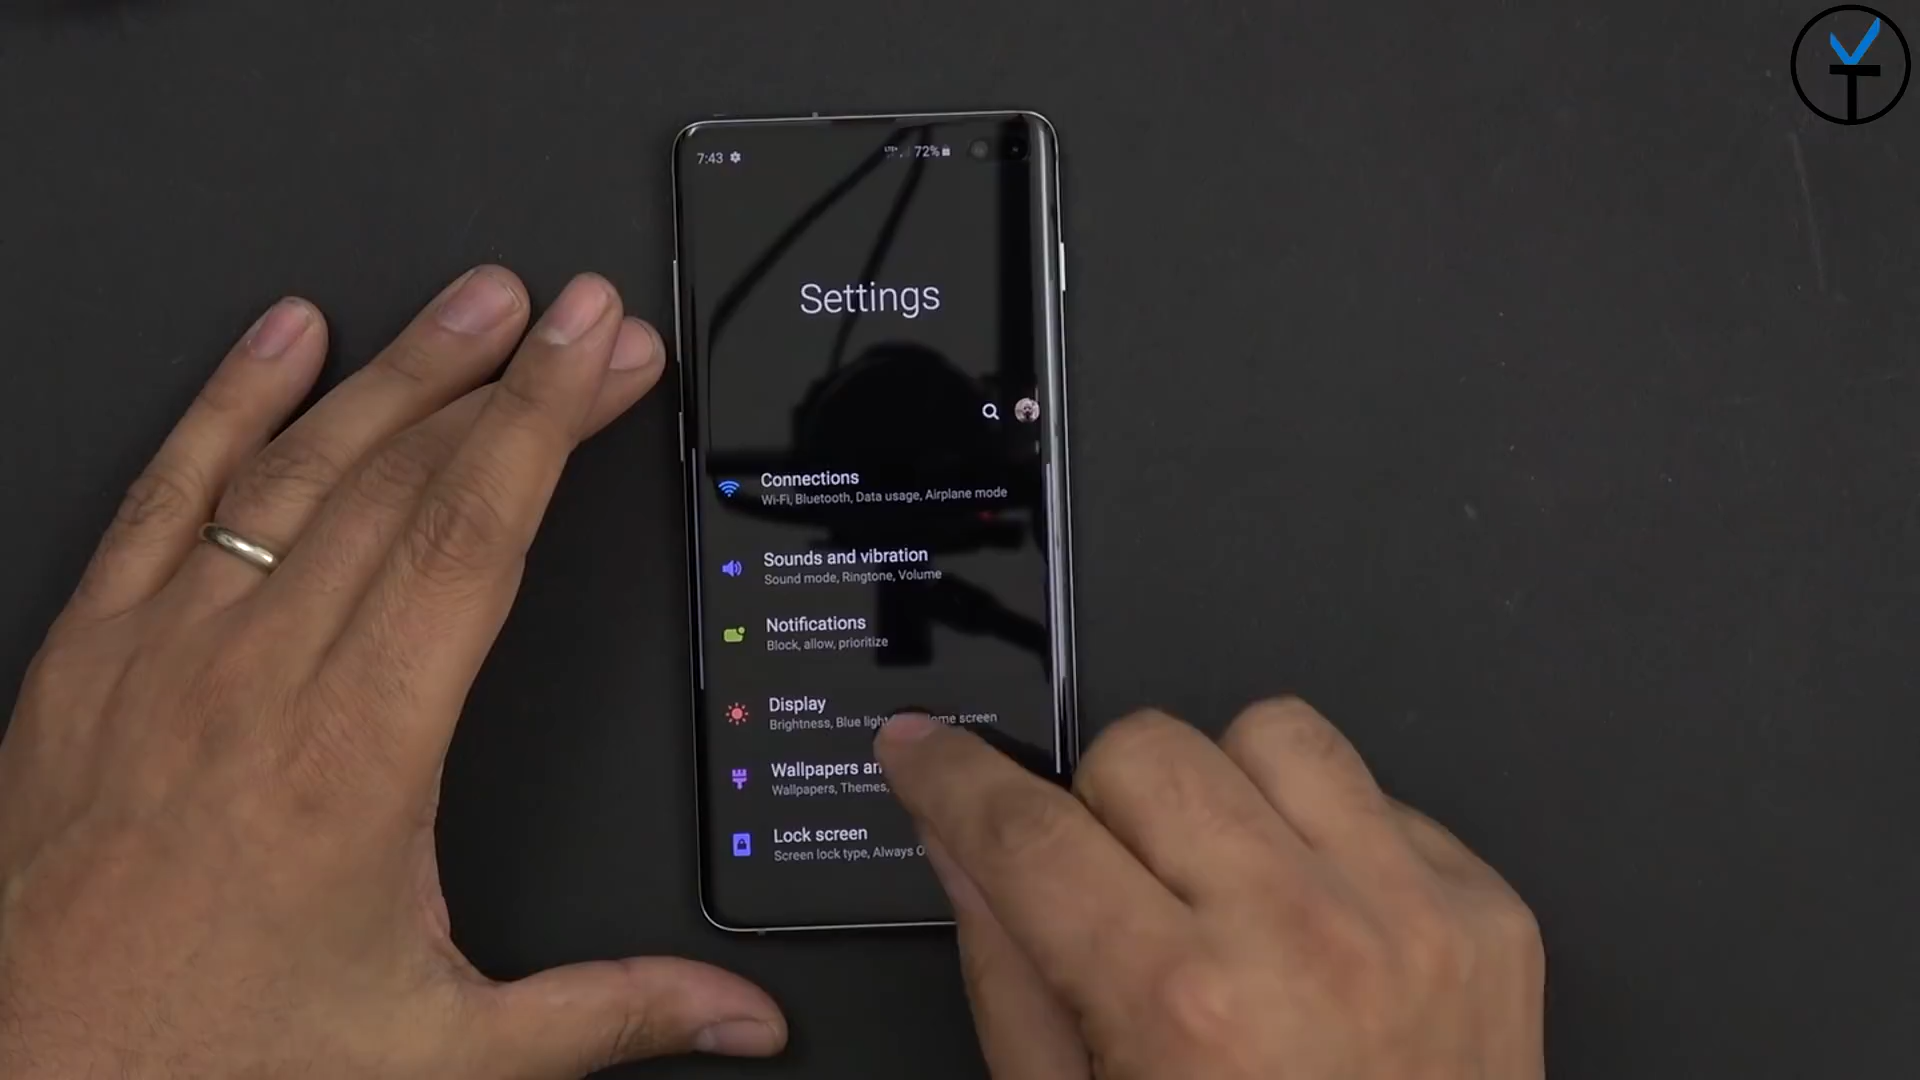 7:43
LTE+ 72%
Settings
Connections
Wi-Fi, Bluetooth, Data usage, Airplane mode
Sounds and vibration
Sound mode, Ringtone, Volume
Notifications
Block, allow, prioritize
Display
Brightness, Blue light screen
Wallpapers
Wallpapers, Themes,
Lock screen
Screen lock type, Always